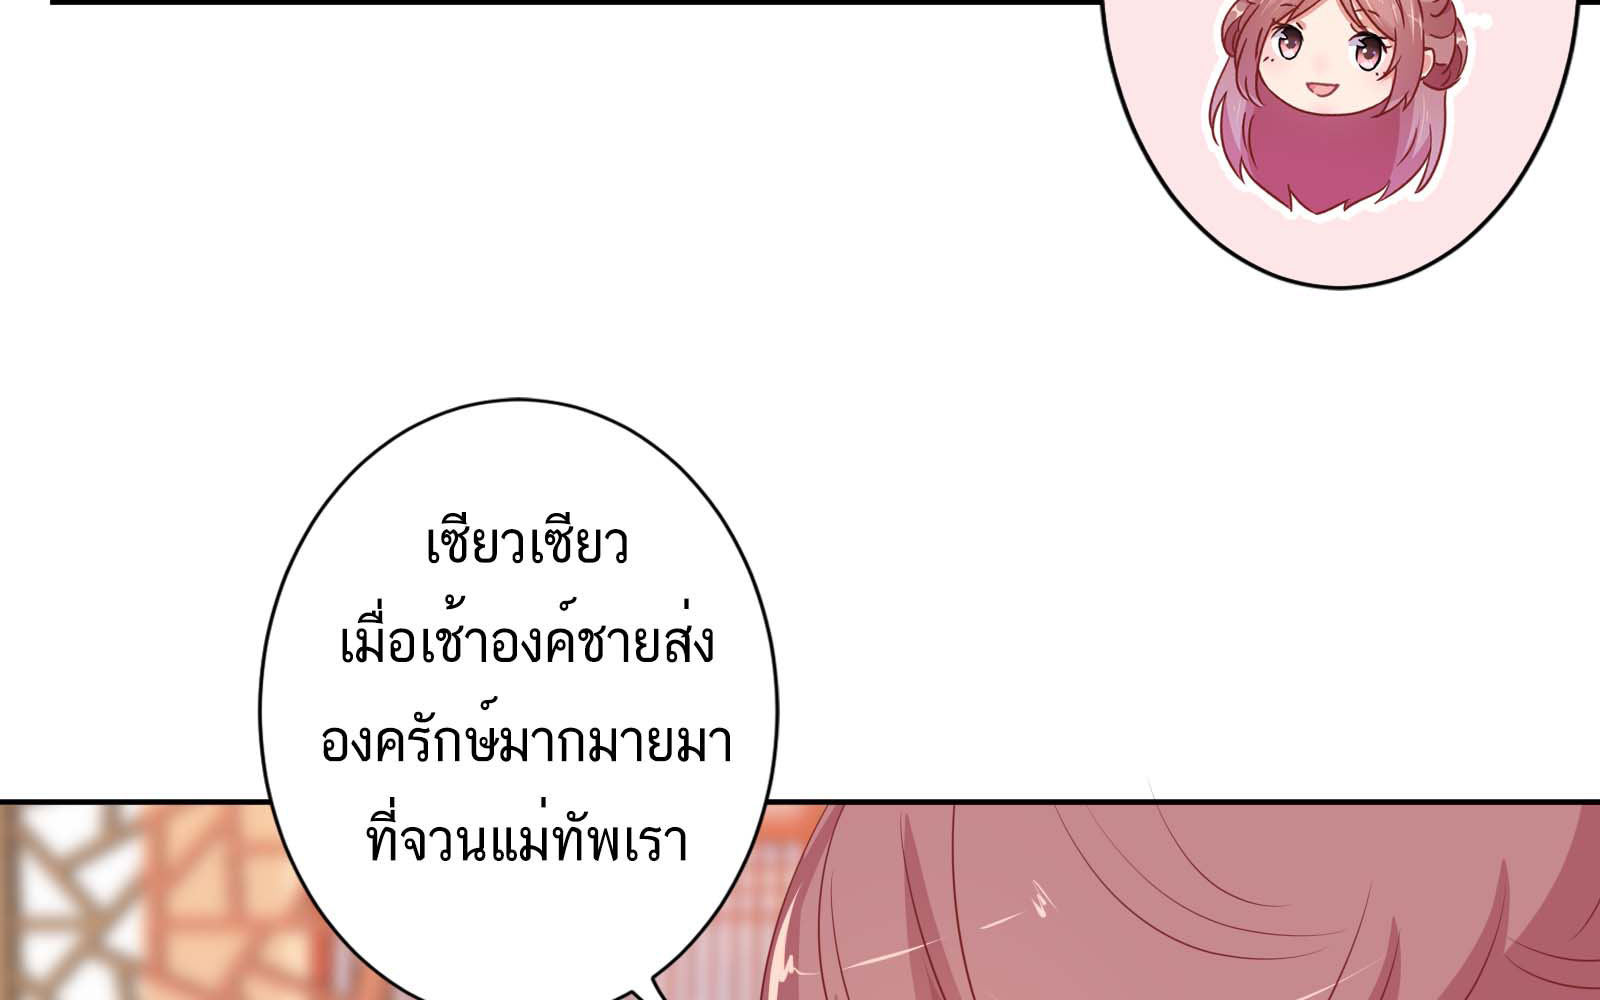 เซียวเซียว
เมื่อเช้าองค์ชายส่ง
องครักษ์มากมายมา
ที่จวนแม่ทัพเรา